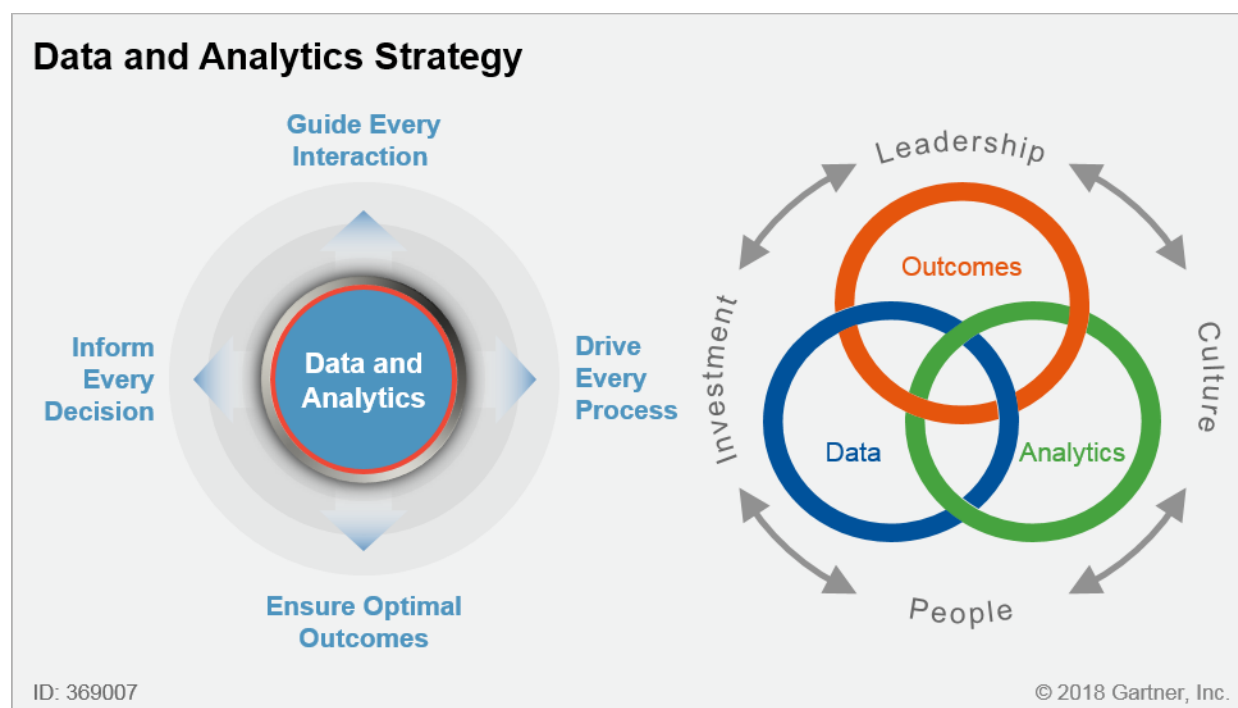 Data and Analytics Strategy
Guide Every
Interaction
Inform
Every
Decision
Data and
Analytics
Drive
Every
Process
Ensure Optimal
Outcomes
Leadership
Investment
Culture
People
Outcomes
Data
Analytics
ID: 369007
© 2018 Gartner, Inc.